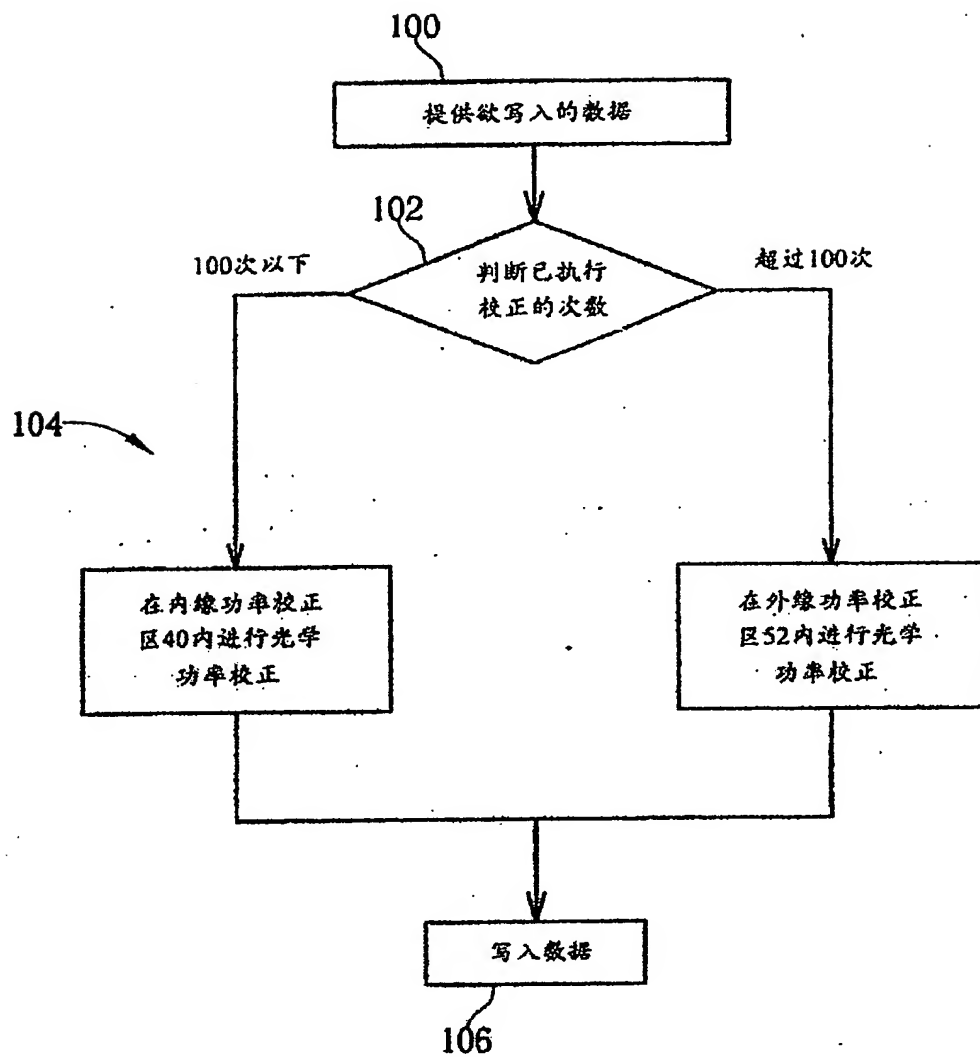 100
提供欲写入的数据
102
100次以下
判断已执行
校正的次数
超过100次
104
在内缘功率校正
区40内进行光学
功率校正
在外缘功率校正
区52内进行光学
功率校正
写入数据
106